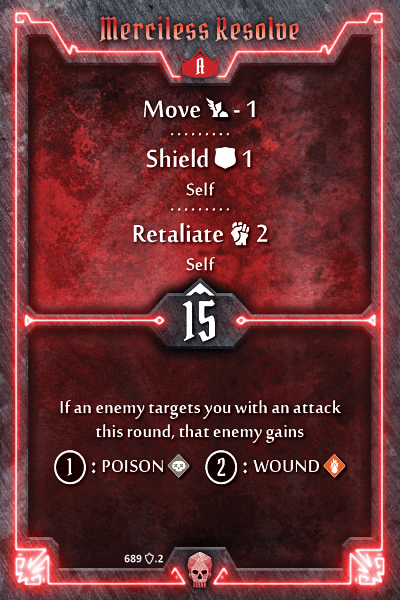 Merciless Resolve
A
Move - 1
Shield 1
Self
Retaliate 2
Self
15
If an enemy targets you with an attack
this round, that enemy gains
1 : POISON 2 : WOUND
689 .2